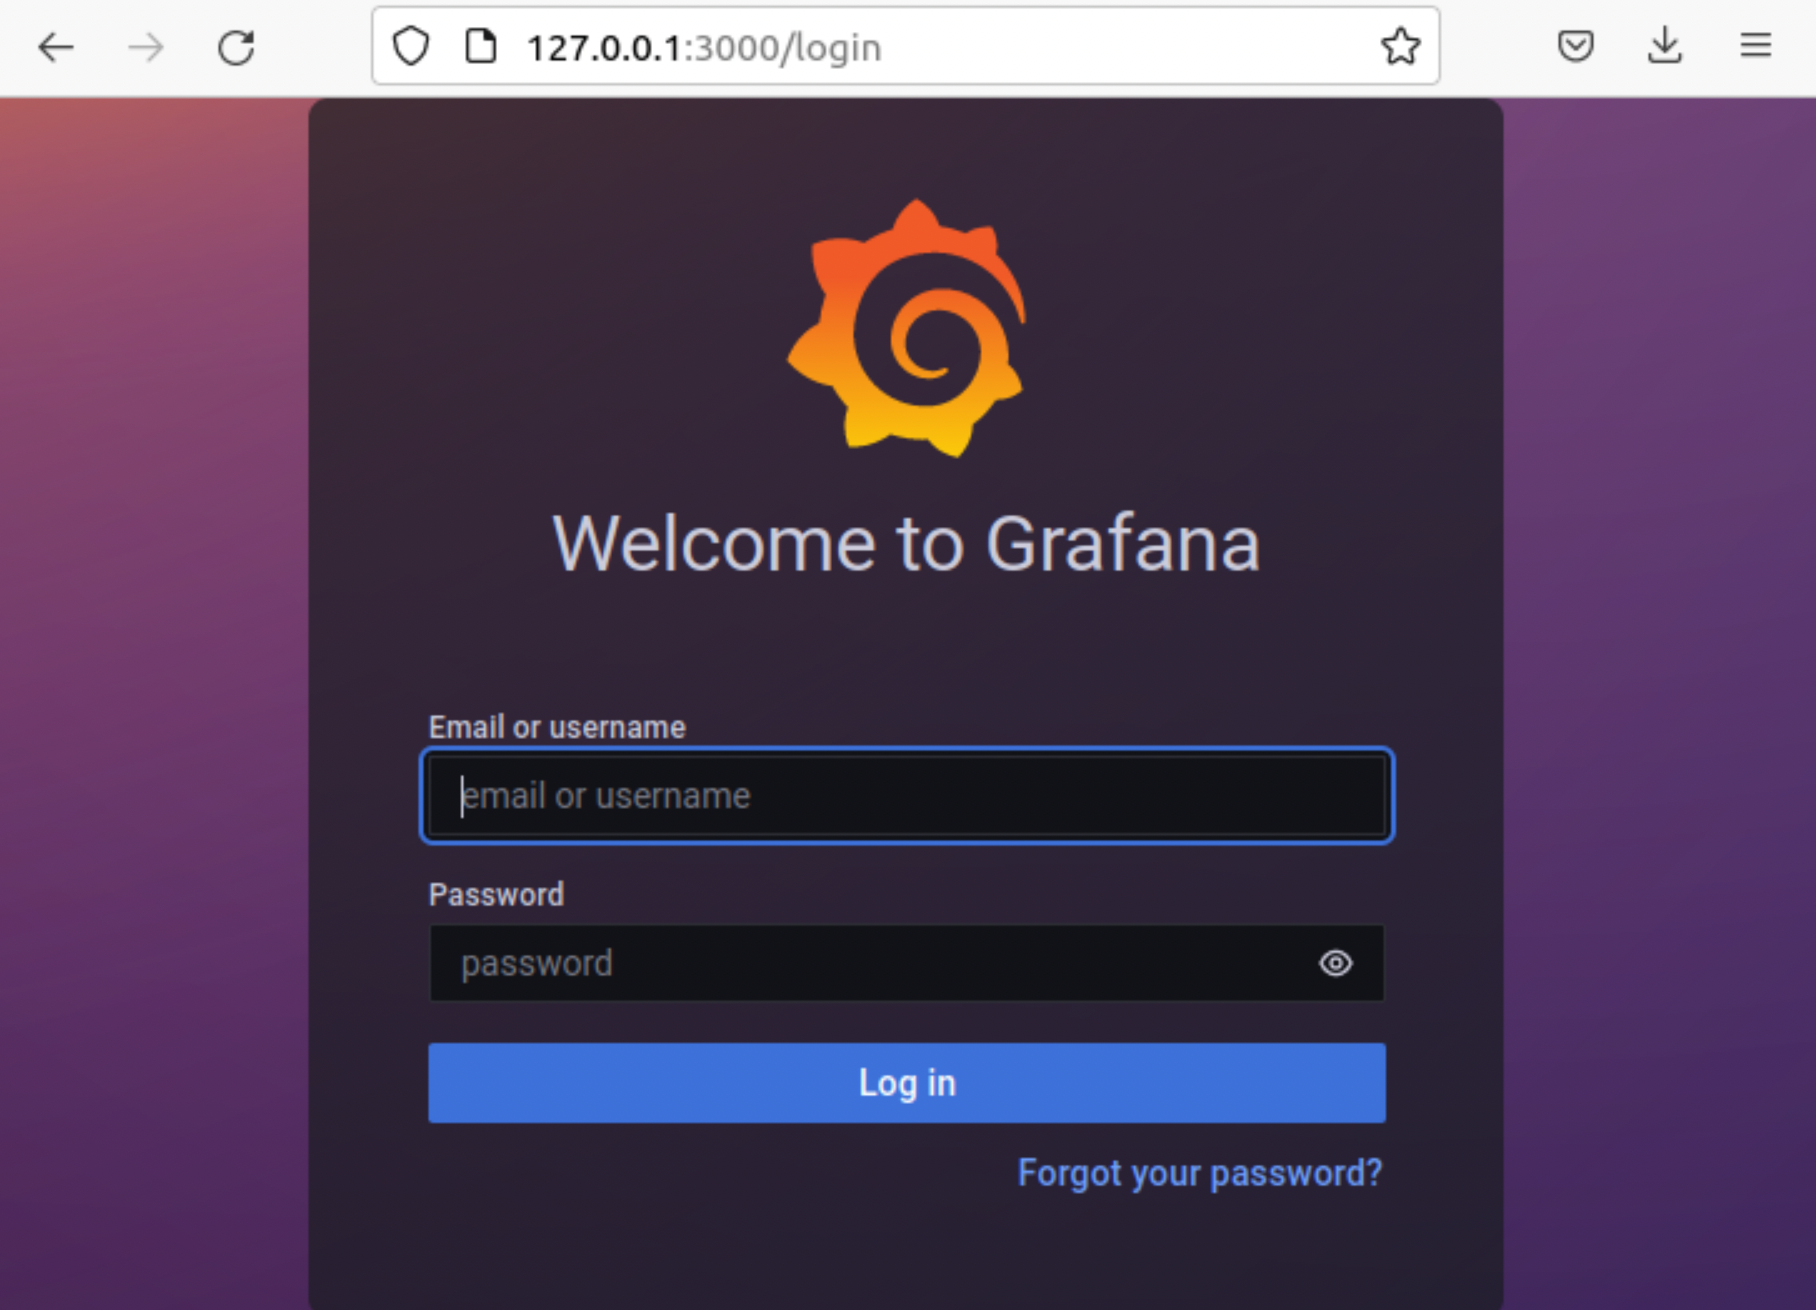 127.0.0.1:3000/login
Welcome to Grafana
Email or username
email or username
Password
password
Log in
Forgot your password?